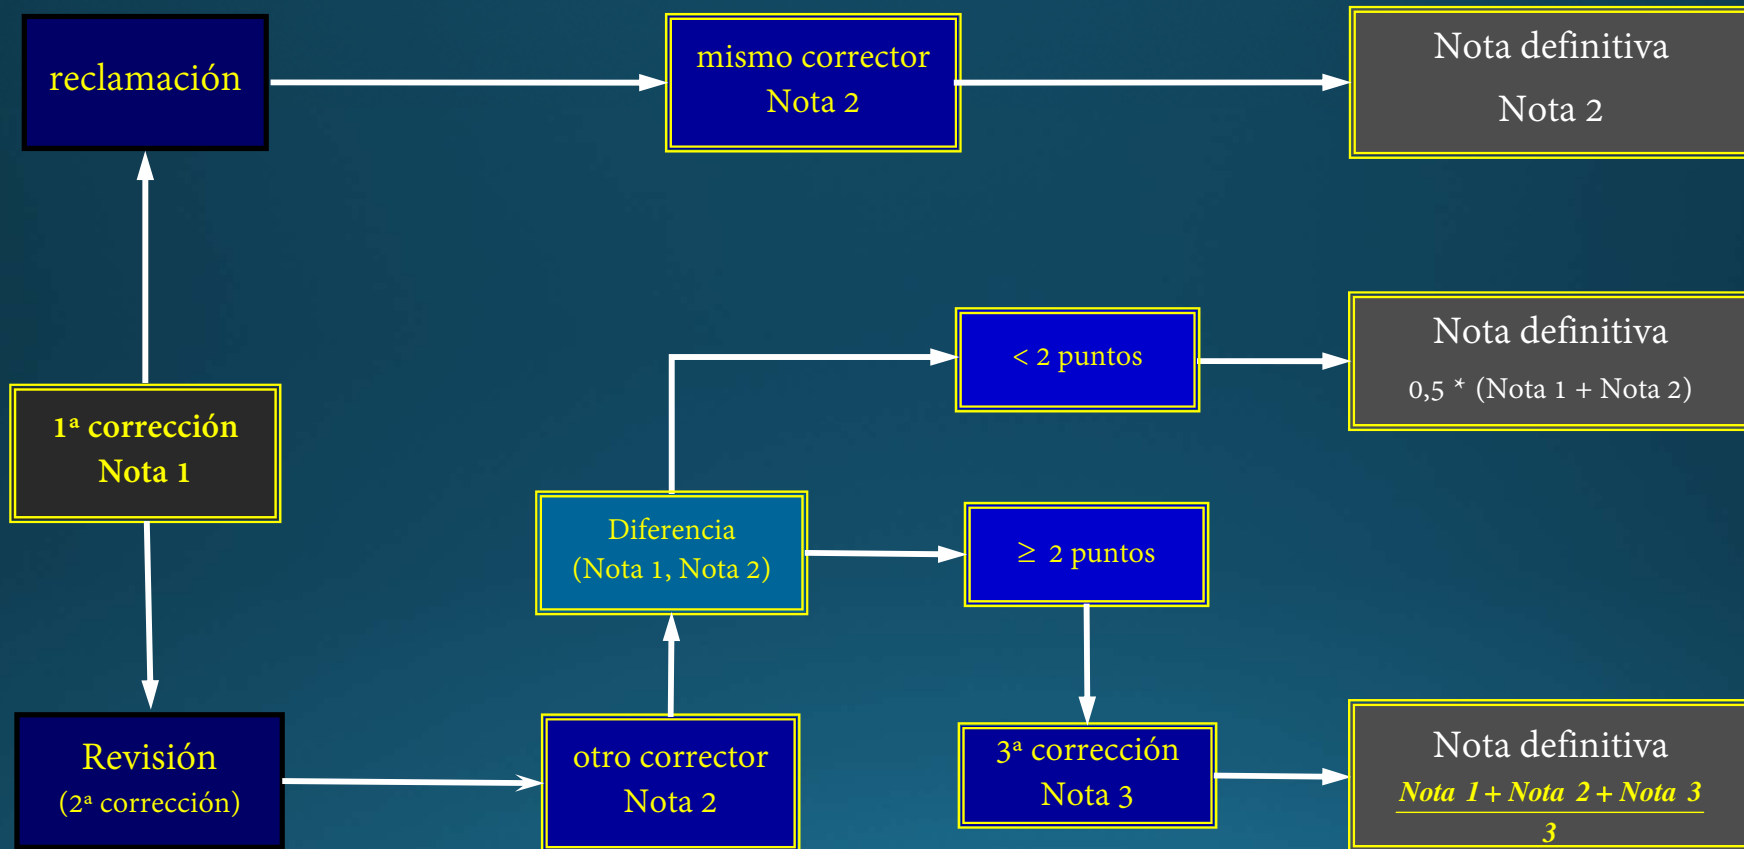 reclamación
mismo corrector
Nota 2
Nota definitiva
Nota 2
< 2 puntos
Nota definitiva
0,5 * (Nota 1 + Nota 2)
1ª corrección
Nota 1
Diferencia
(Nota 1, Nota 2)
≥ 2 puntos
Revisión
(2ª corrección)
otro corrector
Nota 2
3ª corrección
Nota 3
Nota definitiva
Nota 1 + Nota 2 + Nota 3
3